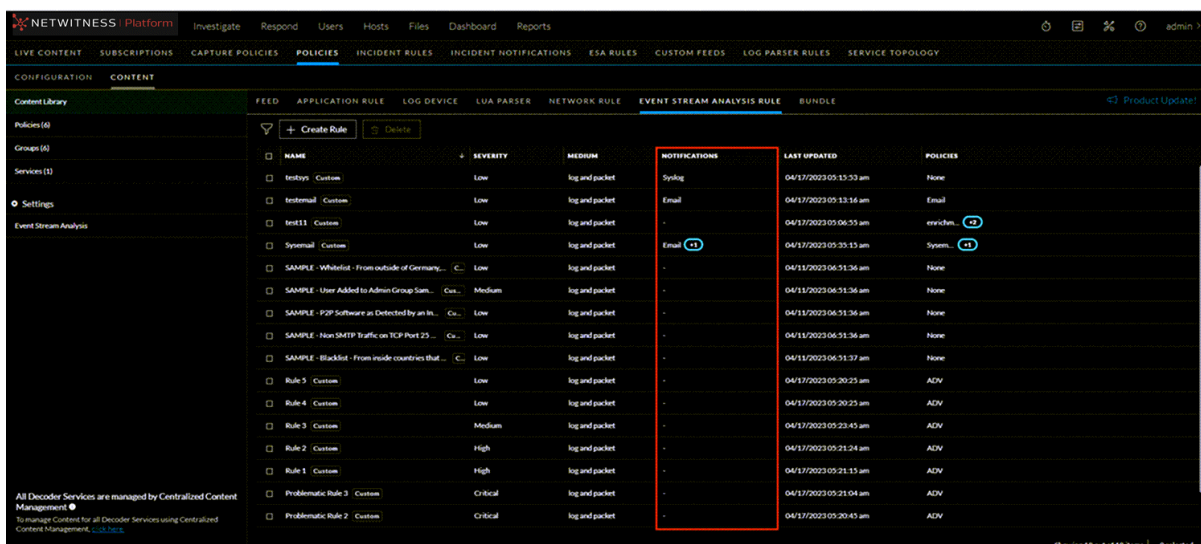 NETWITNESS | Platform Investigate Respond Users Hosts Files Dashboard Reports admin
LIVE CONTENT SUBSCRIPTIONS CAPTURE POLICIES POLICIES INCIDENT RULES INCIDENT NOTIFICATIONS ESA RULES CUSTOM FEEDS LOG PARSER RULES SERVICE TOPOLOGY
CONFIGURATION CONTENT
Content Library
Policies (6)
Groups (6)
Services (1)
Settings
Event Stream Analysis
All Decoder Services are managed by Centralized Content
Management
To manage Content for all Decoder Services using Centralized
Content Management, click here.
FEED APPLICATION RULE LOG DEVICE LUA PARSER NETWORK RULE EVENT STREAM ANALYSIS RULE BUNDLE Product Update!
+ Create Rule Delete
NAME SEVERITY MEDIUM NOTIFICATIONS LAST UPDATED POLICIES
testsys Custom Low log and packet Syslog 04/17/2023 05:15:53 am None
testemail Custom Low log and packet Email 04/17/2023 05:13:16 am Email
test11 Custom Low log and packet - 04/17/2023 05:06:55 am enrichm... +2
Sysemail Custom Low log and packet Email +1 04/17/2023 05:35:15 am Sysem... +1
SAMPLE - Whitelist - From outside of Germany,... C... Low log and packet - 04/11/2023 06:51:36 am None
SAMPLE - User Added to Admin Group Sam... Cus... Medium log and packet - 04/11/2023 06:51:36 am None
SAMPLE - P2P Software as Detected by an In... Cu... Low log and packet - 04/11/2023 06:51:36 am None
SAMPLE - Non SMTP Traffic on TCP Port 25 ... Cu... Low log and packet - 04/11/2023 06:51:36 am None
SAMPLE - Blacklist - From inside countries that ... C... Low log and packet - 04/11/2023 06:51:37 am None
Rule 5 Custom Low log and packet - 04/17/2023 05:20:25 am ADV
Rule 4 Custom Low log and packet - 04/17/2023 05:20:25 am ADV
Rule 3 Custom Medium log and packet - 04/17/2023 05:23:45 am ADV
Rule 2 Custom High log and packet - 04/17/2023 05:21:24 am ADV
Rule 1 Custom High log and packet - 04/17/2023 05:21:15 am ADV
Problematic Rule 3 Custom Critical log and packet - 04/17/2023 05:21:04 am ADV
Problematic Rule 2 Custom Critical log and packet - 04/17/2023 05:20:45 am ADV